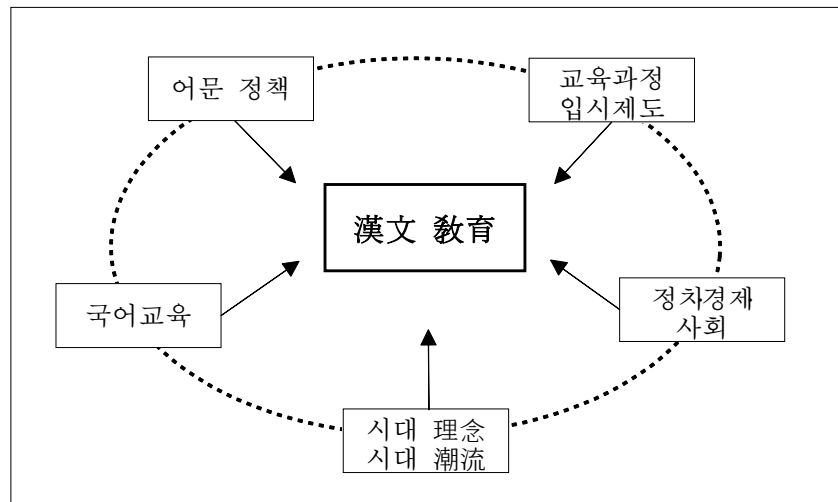 어문 정책
교육과정
입시제도
漢文 敎育
국어교육
정차경제
사회
시대 理念
시대 潮流